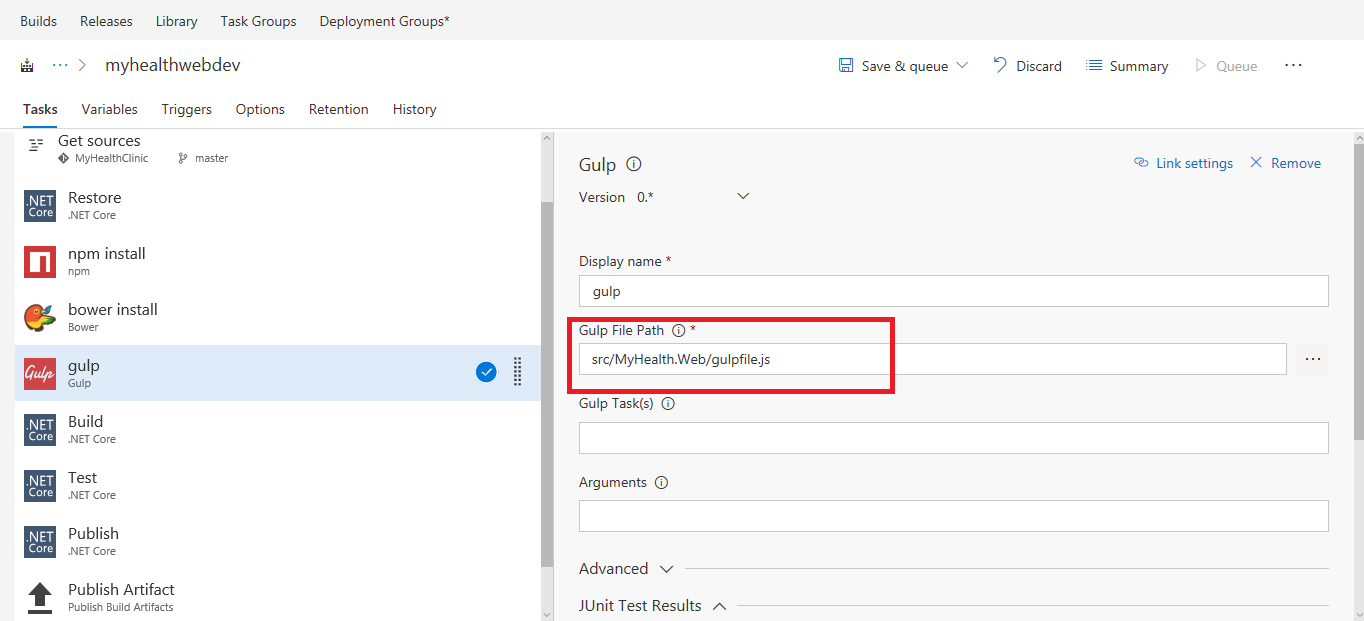 Builds Releases Library Task Groups Deployment Groups*
··· myhealthwebdev Save & queue Discard Summary Queue ···
Tasks Variables Triggers Options Retention History
Get sources
MyHealthClinic master
.NET Core Restore
.NET Core
npm install
npm
bower install
Bower
Gulp gulp
Gulp
.NET Core Build
.NET Core
.NET Core Test
.NET Core
.NET Core Publish
.NET Core
Publish Artifact
Publish Build Artifacts
Gulp Link settings Remove
Version 0.*
Display name *
gulp
Gulp File Path *
src/MyHealth.Web/gulpfile.js ···
Gulp Task(s)
Arguments
Advanced
JUnit Test Results